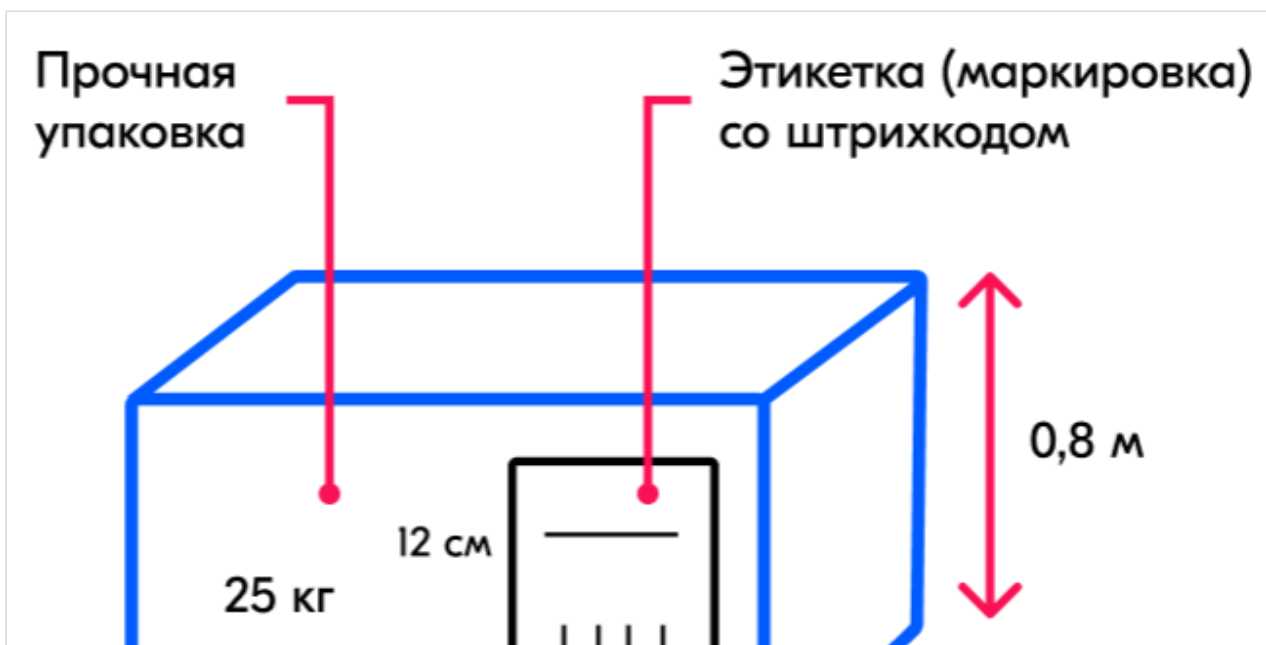 Прочная
упаковка
Этикетка (маркировка)
со штрихкодом
0,8 м
12 см
25 кг